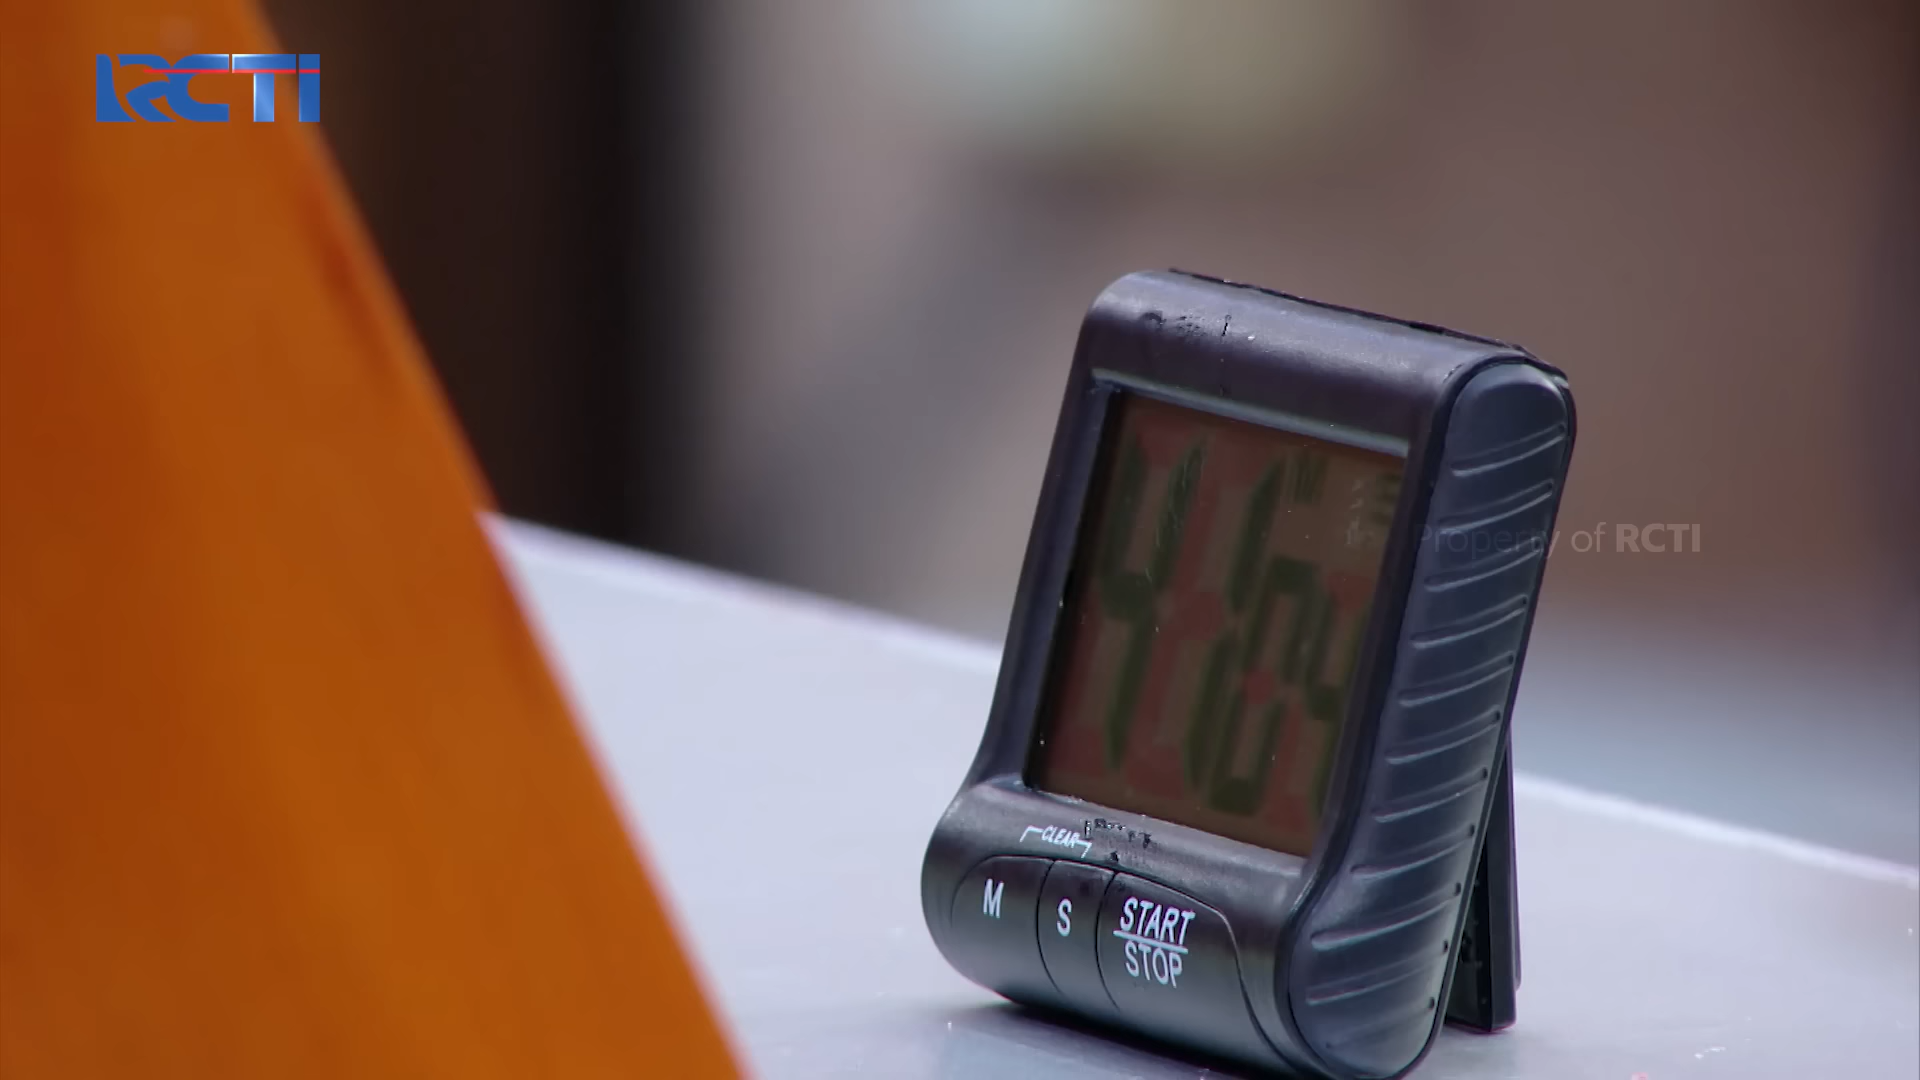 RCTI
Property of RCTI
CLEAR
M
S
START
STOP